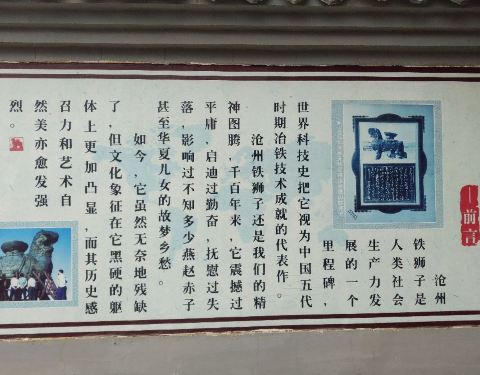 前言
沧州
铁狮子是
人类社会
生产力发
展的一个
里程碑，
世界科技史把它视为中国五代
时期冶铁技术成就的代表作。
沧州铁狮子还是我们的精
神图腾，千百年来，它震撼过
平庸，启迪过勤奋，抚慰过失
落，影响过不知多少燕赵赤子
甚至华夏儿女的故梦乡愁。
如今，它虽然无奈地残缺
了，但文化象征在它黑硬的躯
体上更加凸显，而其历史感
召力和艺术自
然美亦愈发强
烈。